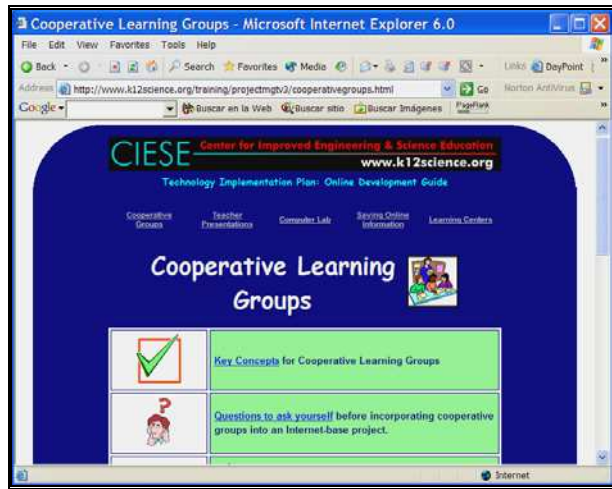 Cooperative Learning Groups - Microsoft Internet Explorer 6.0
File Edit View Favorites Tools Help
Back Search Favorites Media Links DayPoint
Address http://www.k12science.org/training/projectmgtv3/cooperativegroups.html Go Norton AntiVirus
Google Buscar en la Web Buscar sitio Buscar Imágenes PageRank
CIESE Center for Improved Engineering & Science Education
www.k12science.org
Technology Implementation Plan: Online Development Guide
Cooperative Teacher Computer Lab Saving Online Learning Centers
Groups Presentations Information
Cooperative Learning
Groups
Key Concepts for Cooperative Learning Groups
Questions to ask yourself before incorporating cooperative
groups into an Internet-base project.
Internet